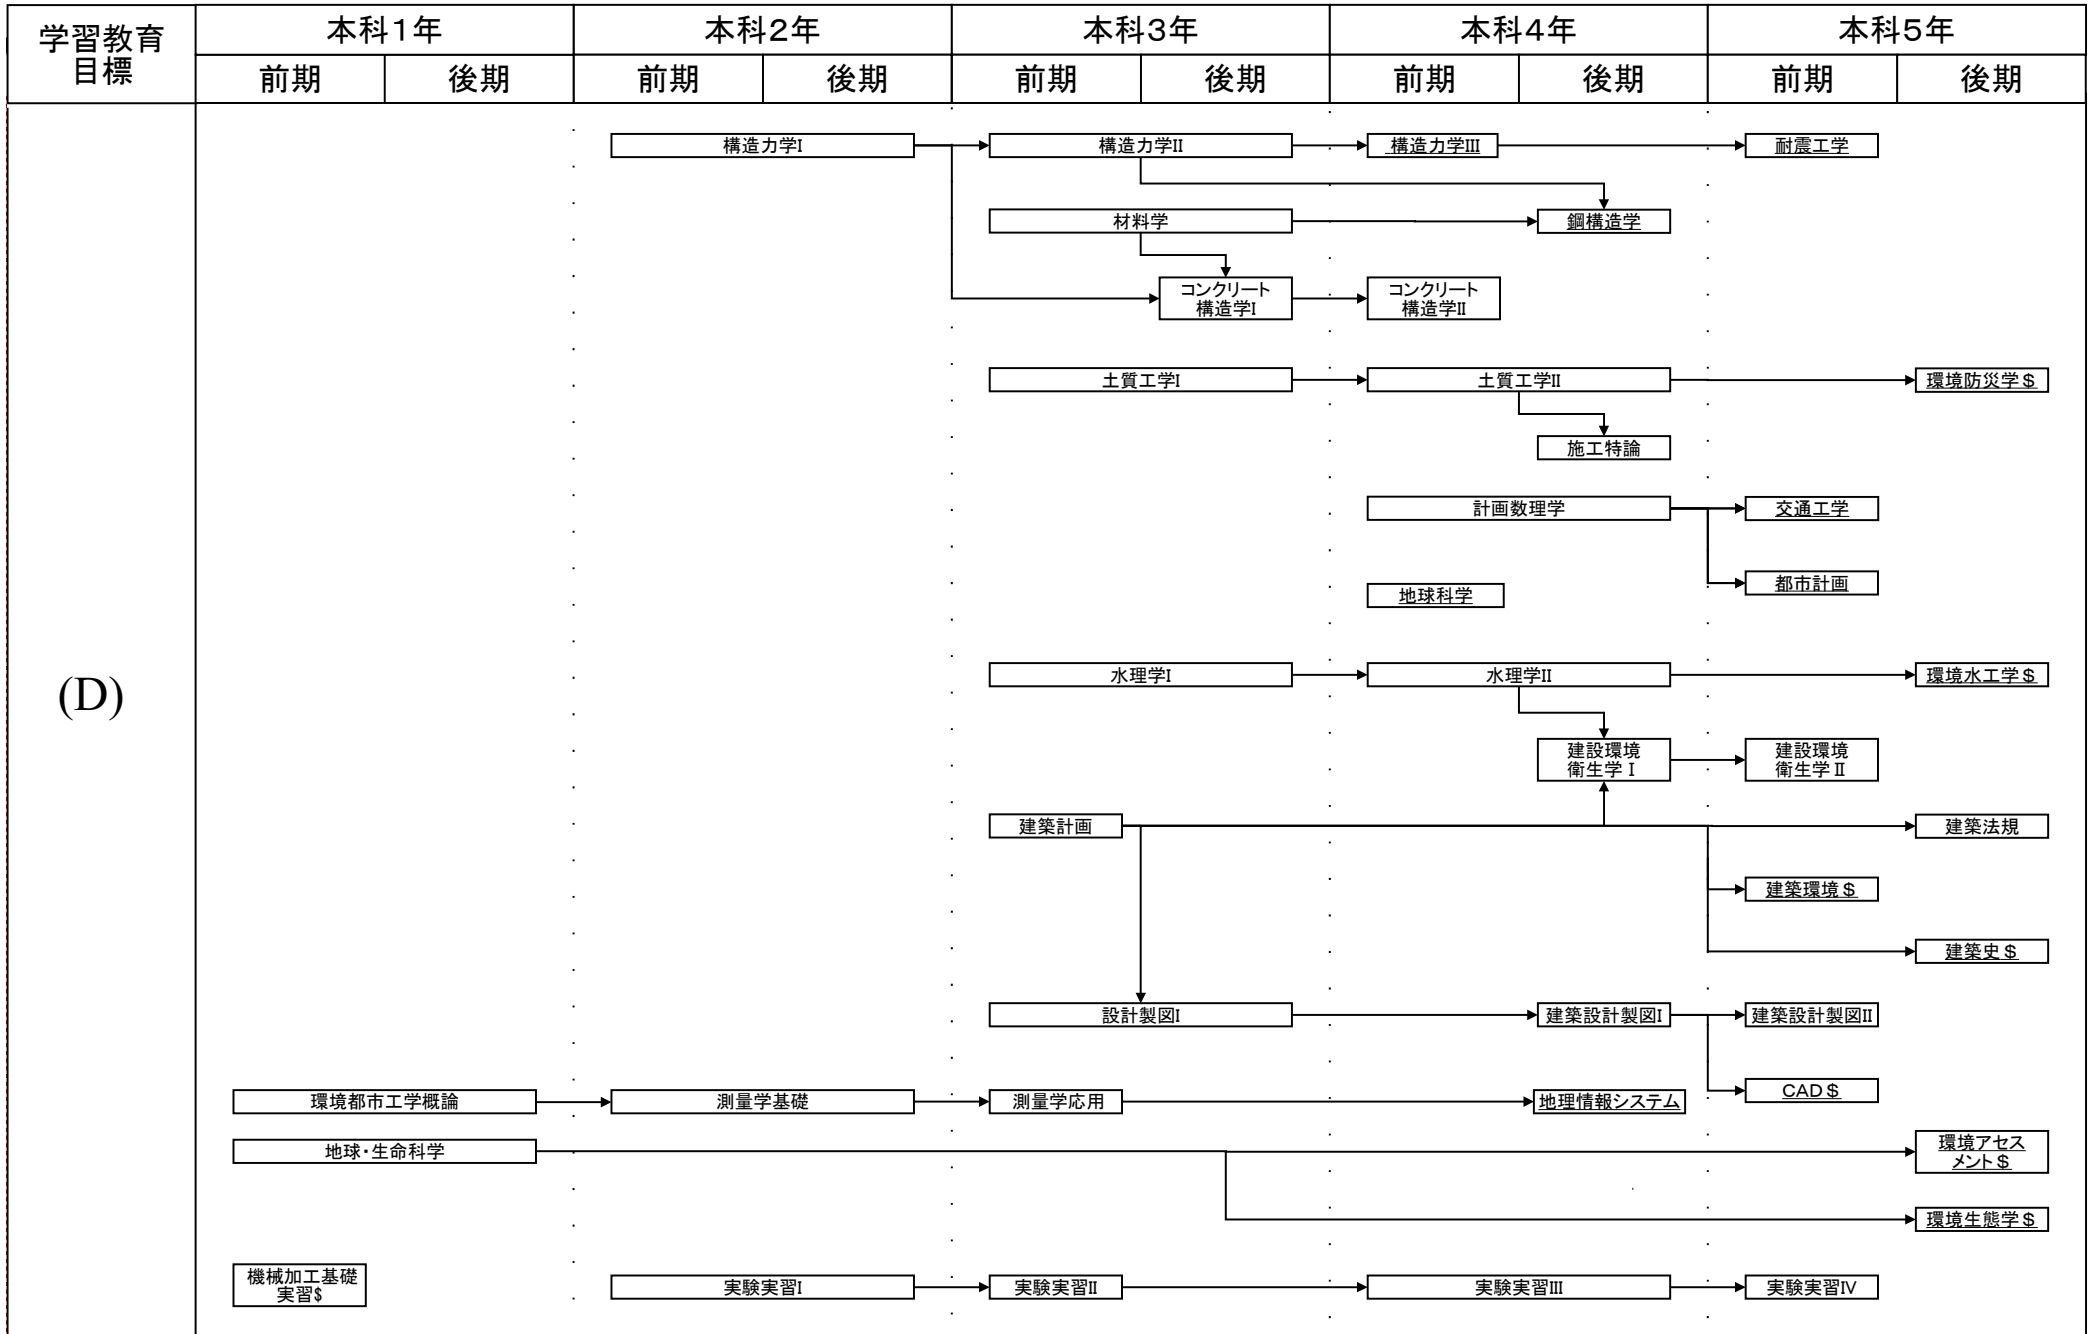 学習教育
目標
本科1年
本科2年
本科3年
本科4年
本科5年
前期
後期
前期
後期
前期
後期
前期
後期
前期
後期
(D)
構造力学I
構造力学II
構造力学III
耐震工学
材料学
鋼構造学
コンクリート
構造学I
コンクリート
構造学II
土質工学I
土質工学II
環境防災学＄
施工特論
計画数理学
交通工学
地球科学
都市計画
水理学I
水理学II
環境水工学＄
建設環境
衛生学Ⅰ
建設環境
衛生学Ⅱ
建築計画
建築法規
建築環境＄
建築史＄
設計製図I
建築設計製図I
建築設計製図II
CAD＄
環境都市工学概論
測量学基礎
測量学応用
地理情報システム
地球・生命科学
環境アセス
メント＄
環境生態学＄
機械加工基礎
実習$
実験実習I
実験実習II
実験実習III
実験実習IV